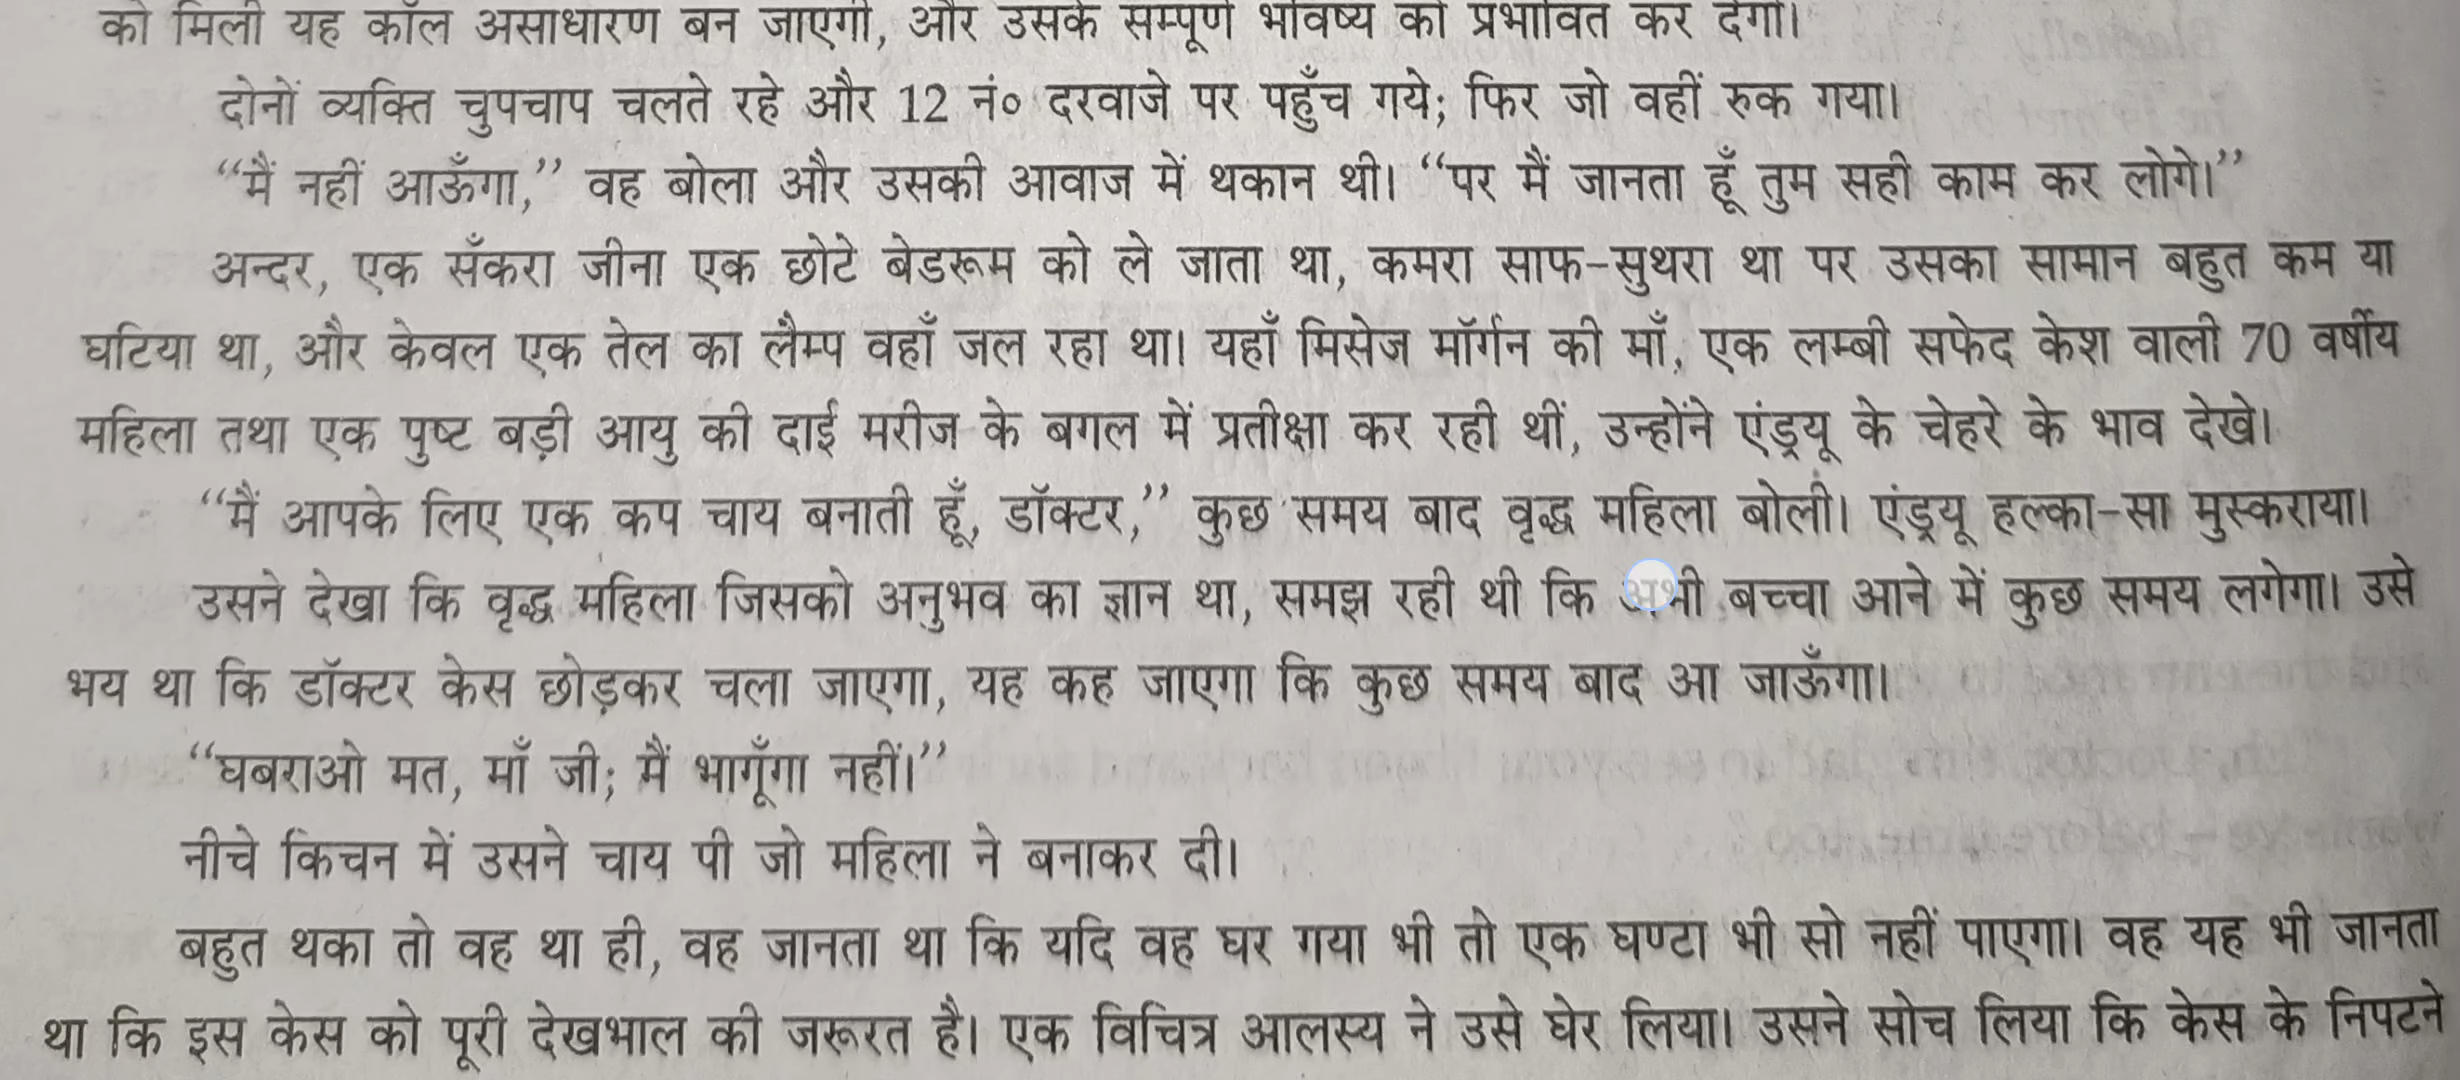 को मिली यह कॉल असाधारण बन जाएगी, और उसके सम्पूर्ण भविष्य को प्रभावित कर देगी।
दोनों व्यक्ति चुपचाप चलते रहे और 12 नं० दरवाजे पर पहुँच गये; फिर जो वहीं रुक गया।
“मैं नहीं आऊँगा,” वह बोला और उसकी आवाज में थकान थी। “पर मैं जानता हूँ तुम सही काम कर लोगे।”
अन्दर, एक सँकरा जीना एक छोटे बेडरूम को ले जाता था, कमरा साफ-सुथरा था पर उसका सामान बहुत कम या
घटिया था, और केवल एक तेल का लैम्प वहाँ जल रहा था। यहाँ मिसेज मॉर्गन की माँ, एक लम्बी सफेद केश वाली 70 वर्षीय
महिला तथा एक पुष्ट बड़ी आयु की दाई मरीज के बगल में प्रतीक्षा कर रही थीं, उन्होंने एंड्रयू के चेहरे के भाव देखे।
“मैं आपके लिए एक कप चाय बनाती हूँ, डॉक्टर,” कुछ समय बाद वृद्ध महिला बोली। एंड्रयू हल्का-सा मुस्कराया।
उसने देखा कि वृद्ध महिला जिसको अनुभव का ज्ञान था, समझ रही थी कि अभी बच्चा आने में कुछ समय लगेगा। उसे
भय था कि डॉक्टर केस छोड़कर चला जाएगा, यह कह जाएगा कि कुछ समय बाद आ जाऊँगा।
“घबराओ मत, माँ जी; मैं भागूँगा नहीं।”
नीचे किचन में उसने चाय पी जो महिला ने बनाकर दी।
बहुत थका तो वह था ही, वह जानता था कि यदि वह घर गया भी तो एक घण्टा भी सो नहीं पाएगा। वह यह भी जानता
था कि इस केस को पूरी देखभाल की जरूरत है। एक विचित्र आलस्य ने उसे घेर लिया। उसने सोच लिया कि केस के निपटने